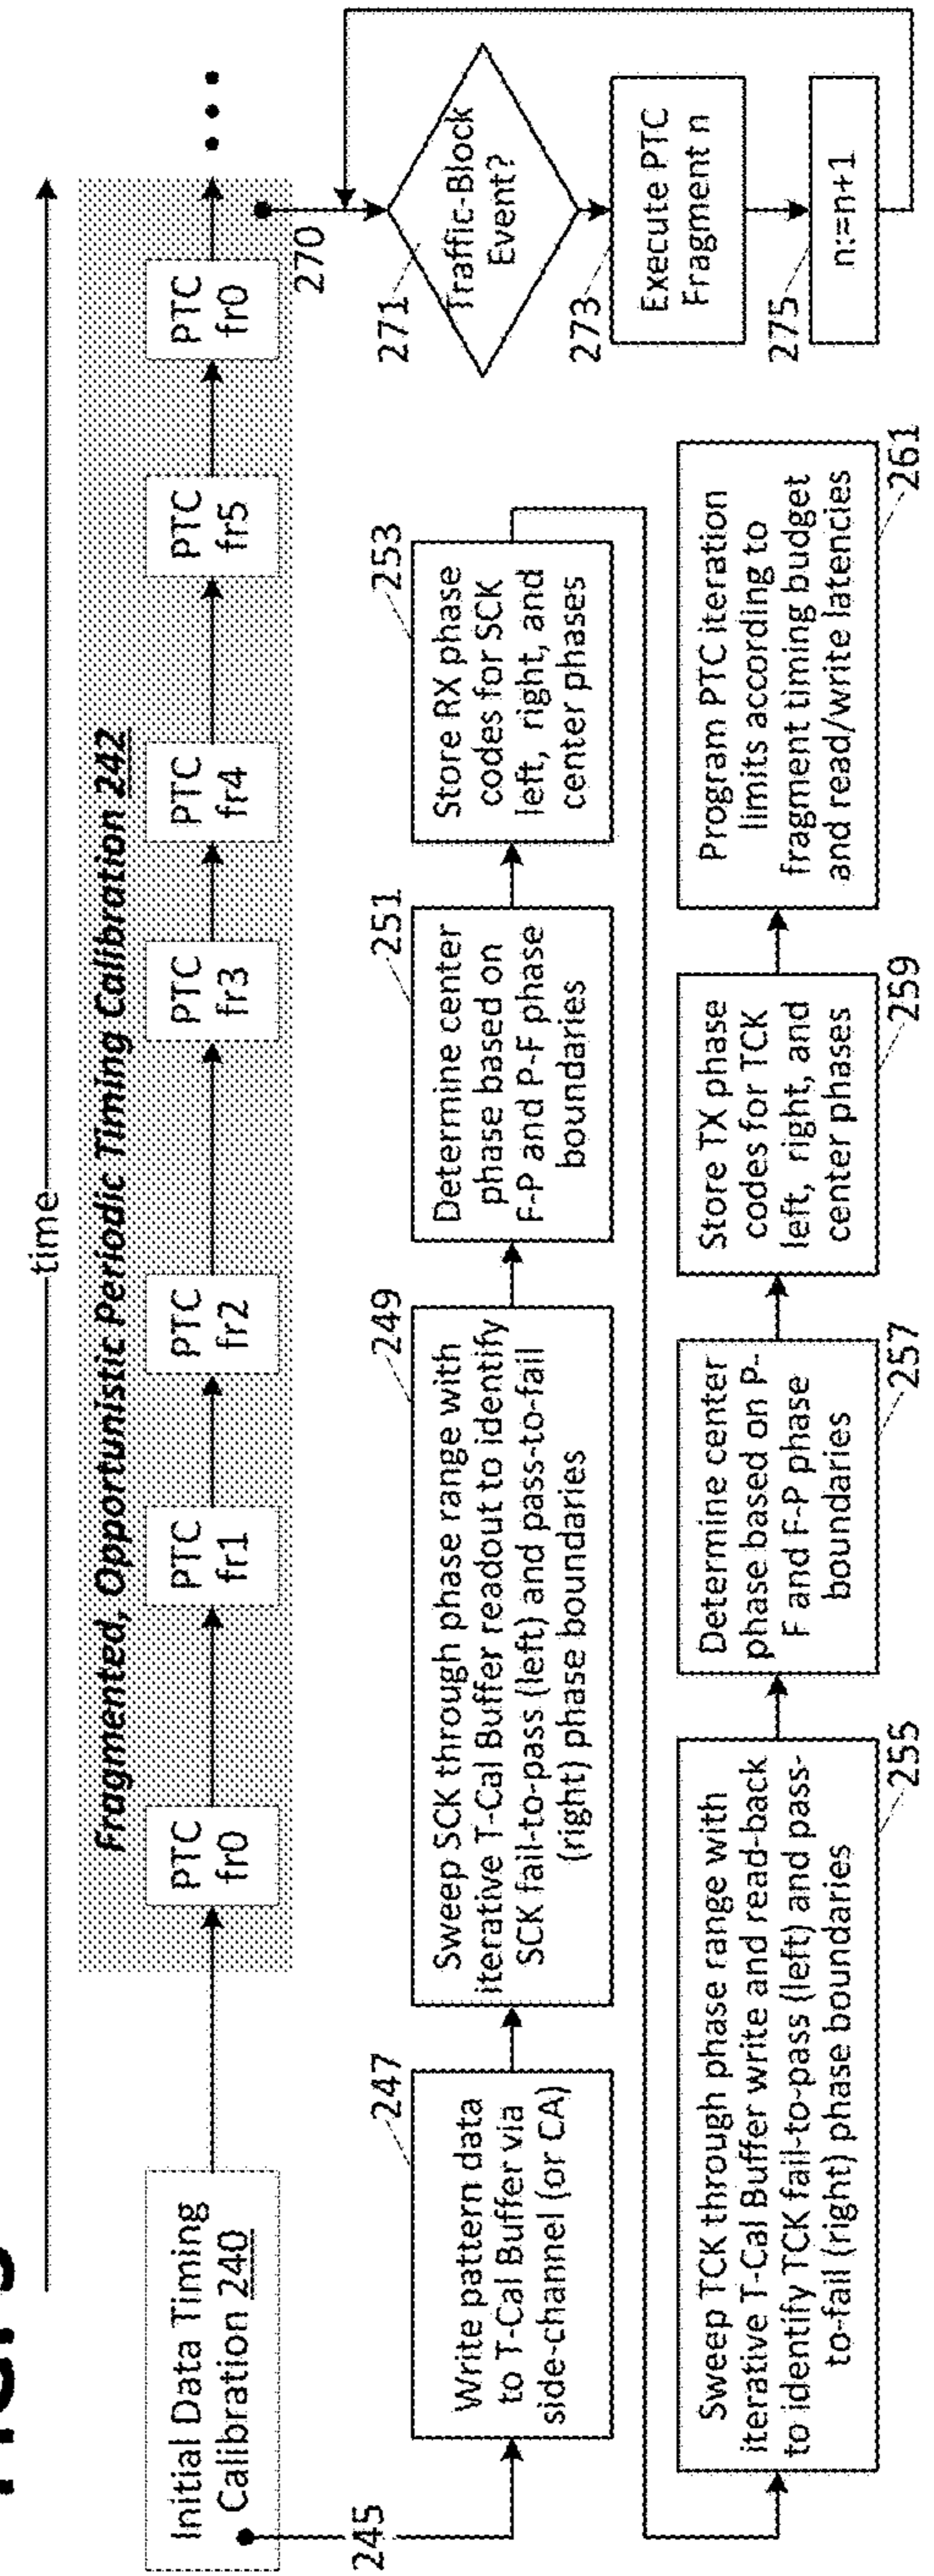 time
Fragmented, Opportunistic Periodic Timing Calibration 242
Initial Data Timing
Calibration 240
PTC
fr0
PTC
fr1
PTC
fr2
PTC
fr3
PTC
fr4
PTC
fr5
PTC
fr0
245
247
Write pattern data
to T-Cal Buffer via
side-channel (or CA)
249
Sweep SCK through phase range with
iterative T-Cal Buffer readout to identify
SCK fail-to-pass (left) and pass-to-fail
(right) phase boundaries
251
Determine center
phase based on
F-P and P-F phase
boundaries
253
Store RX phase
codes for SCK
left, right, and
center phases
Sweep TCK through phase range with
iterative T-Cal Buffer write and read-back
to identify TCK fail-to-pass (left) and pass-
to-fail (right) phase boundaries
255
Determine center
phase based on P-
F and F-P phase
boundaries
257
Store TX phase
codes for TCK
left, right, and
center phases
259
Program PTC iteration
limits according to
fragment timing budget
and read/write latencies
261
270
271
Traffic-Block
Event?
273
Execute PTC
Fragment n
275
n:=n+1